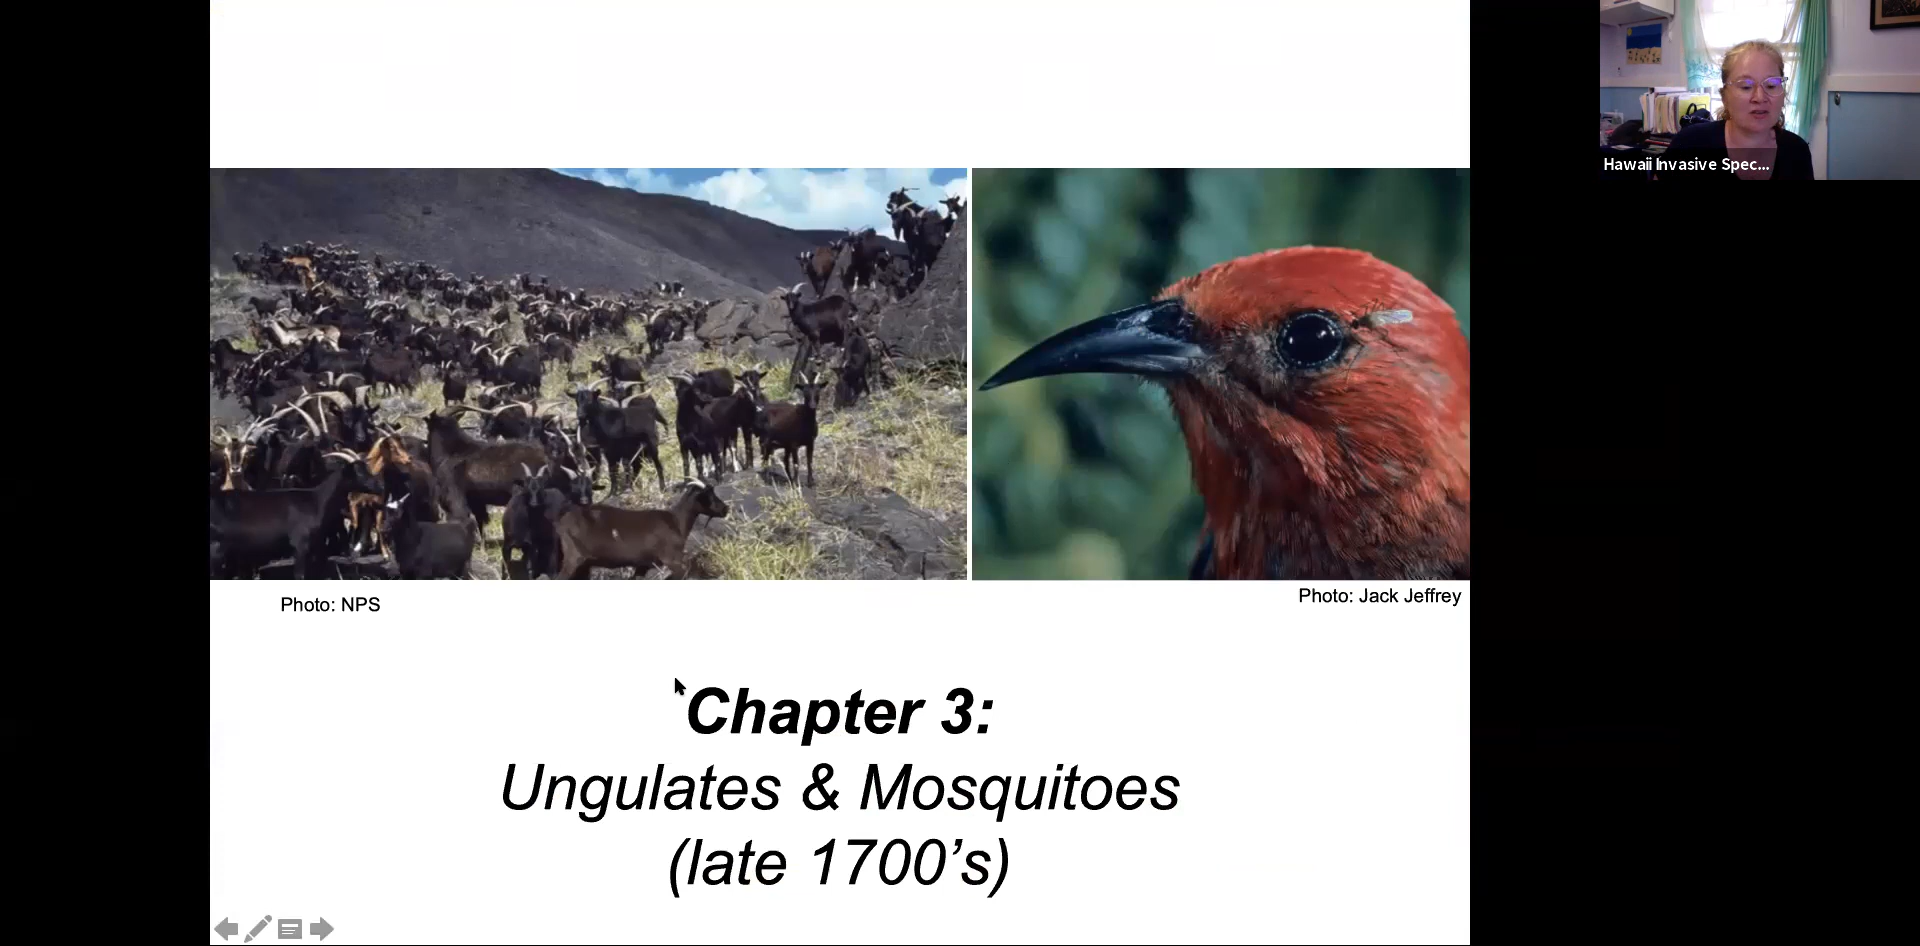 Hawaii Invasive Spec...
Photo: NPS
Photo: Jack Jeffrey
Chapter 3:
Ungulates & Mosquitoes
(late 1700’s)